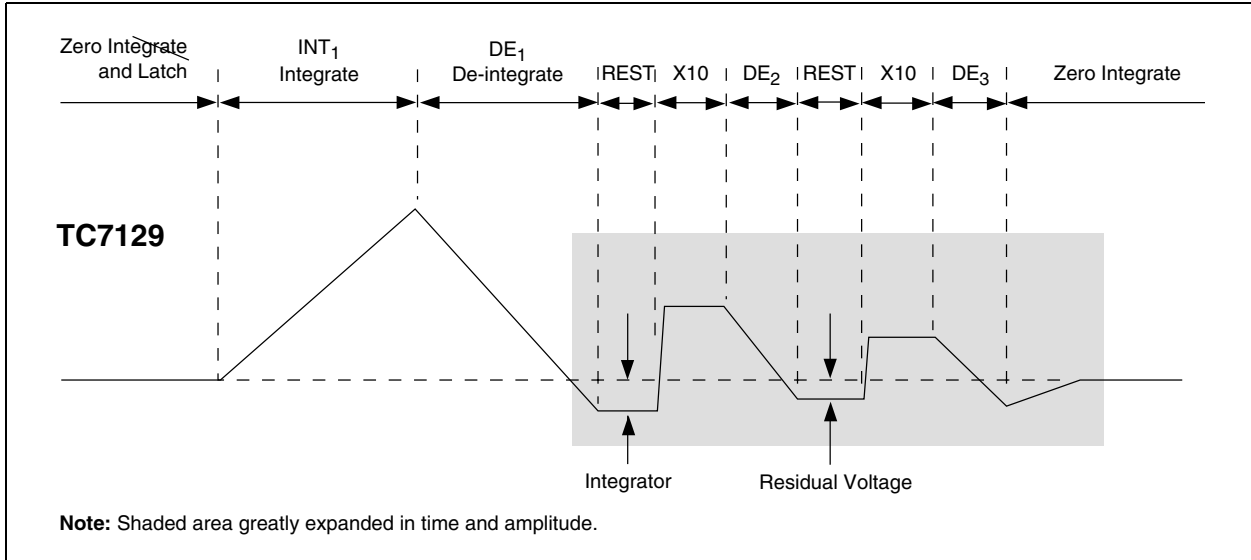 Zero Integrate
and Latch
INT1
Integrate
DE1
De-integrate
REST
X10
DE2
REST
X10
DE3
Zero Integrate
TC7129
Integrator
Residual Voltage
Note: Shaded area greatly expanded in time and amplitude.